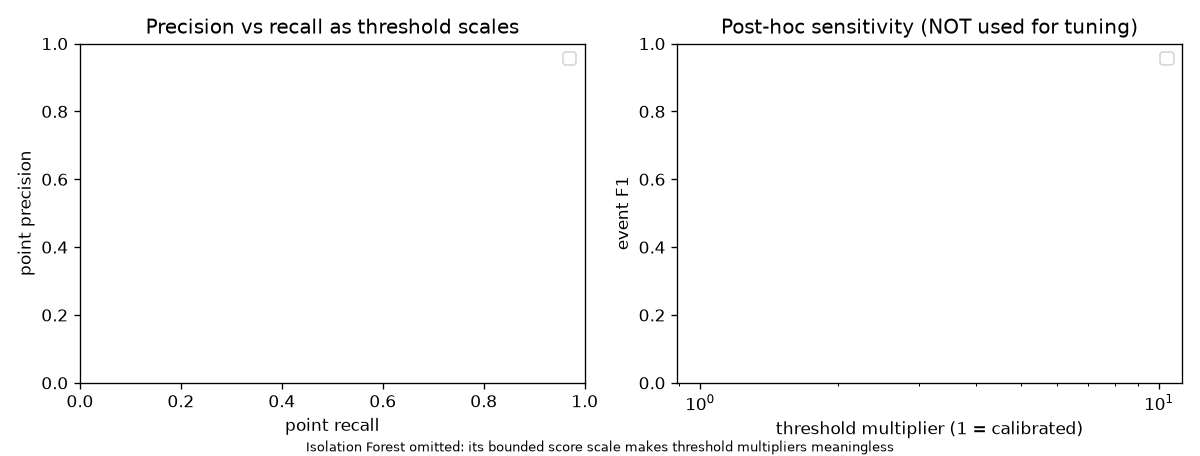 Precision vs recall as threshold scales
1.0
0.8
0.6
0.4
0.2
0.0
point precision
0.0 0.2 0.4 0.6 0.8 1.0
point recall
Post-hoc sensitivity (NOT used for tuning)
1.0
0.8
0.6
0.4
0.2
0.0
event F1
10⁰ 10¹
threshold multiplier (1 = calibrated)
Isolation Forest omitted: its bounded score scale makes threshold multipliers meaningless